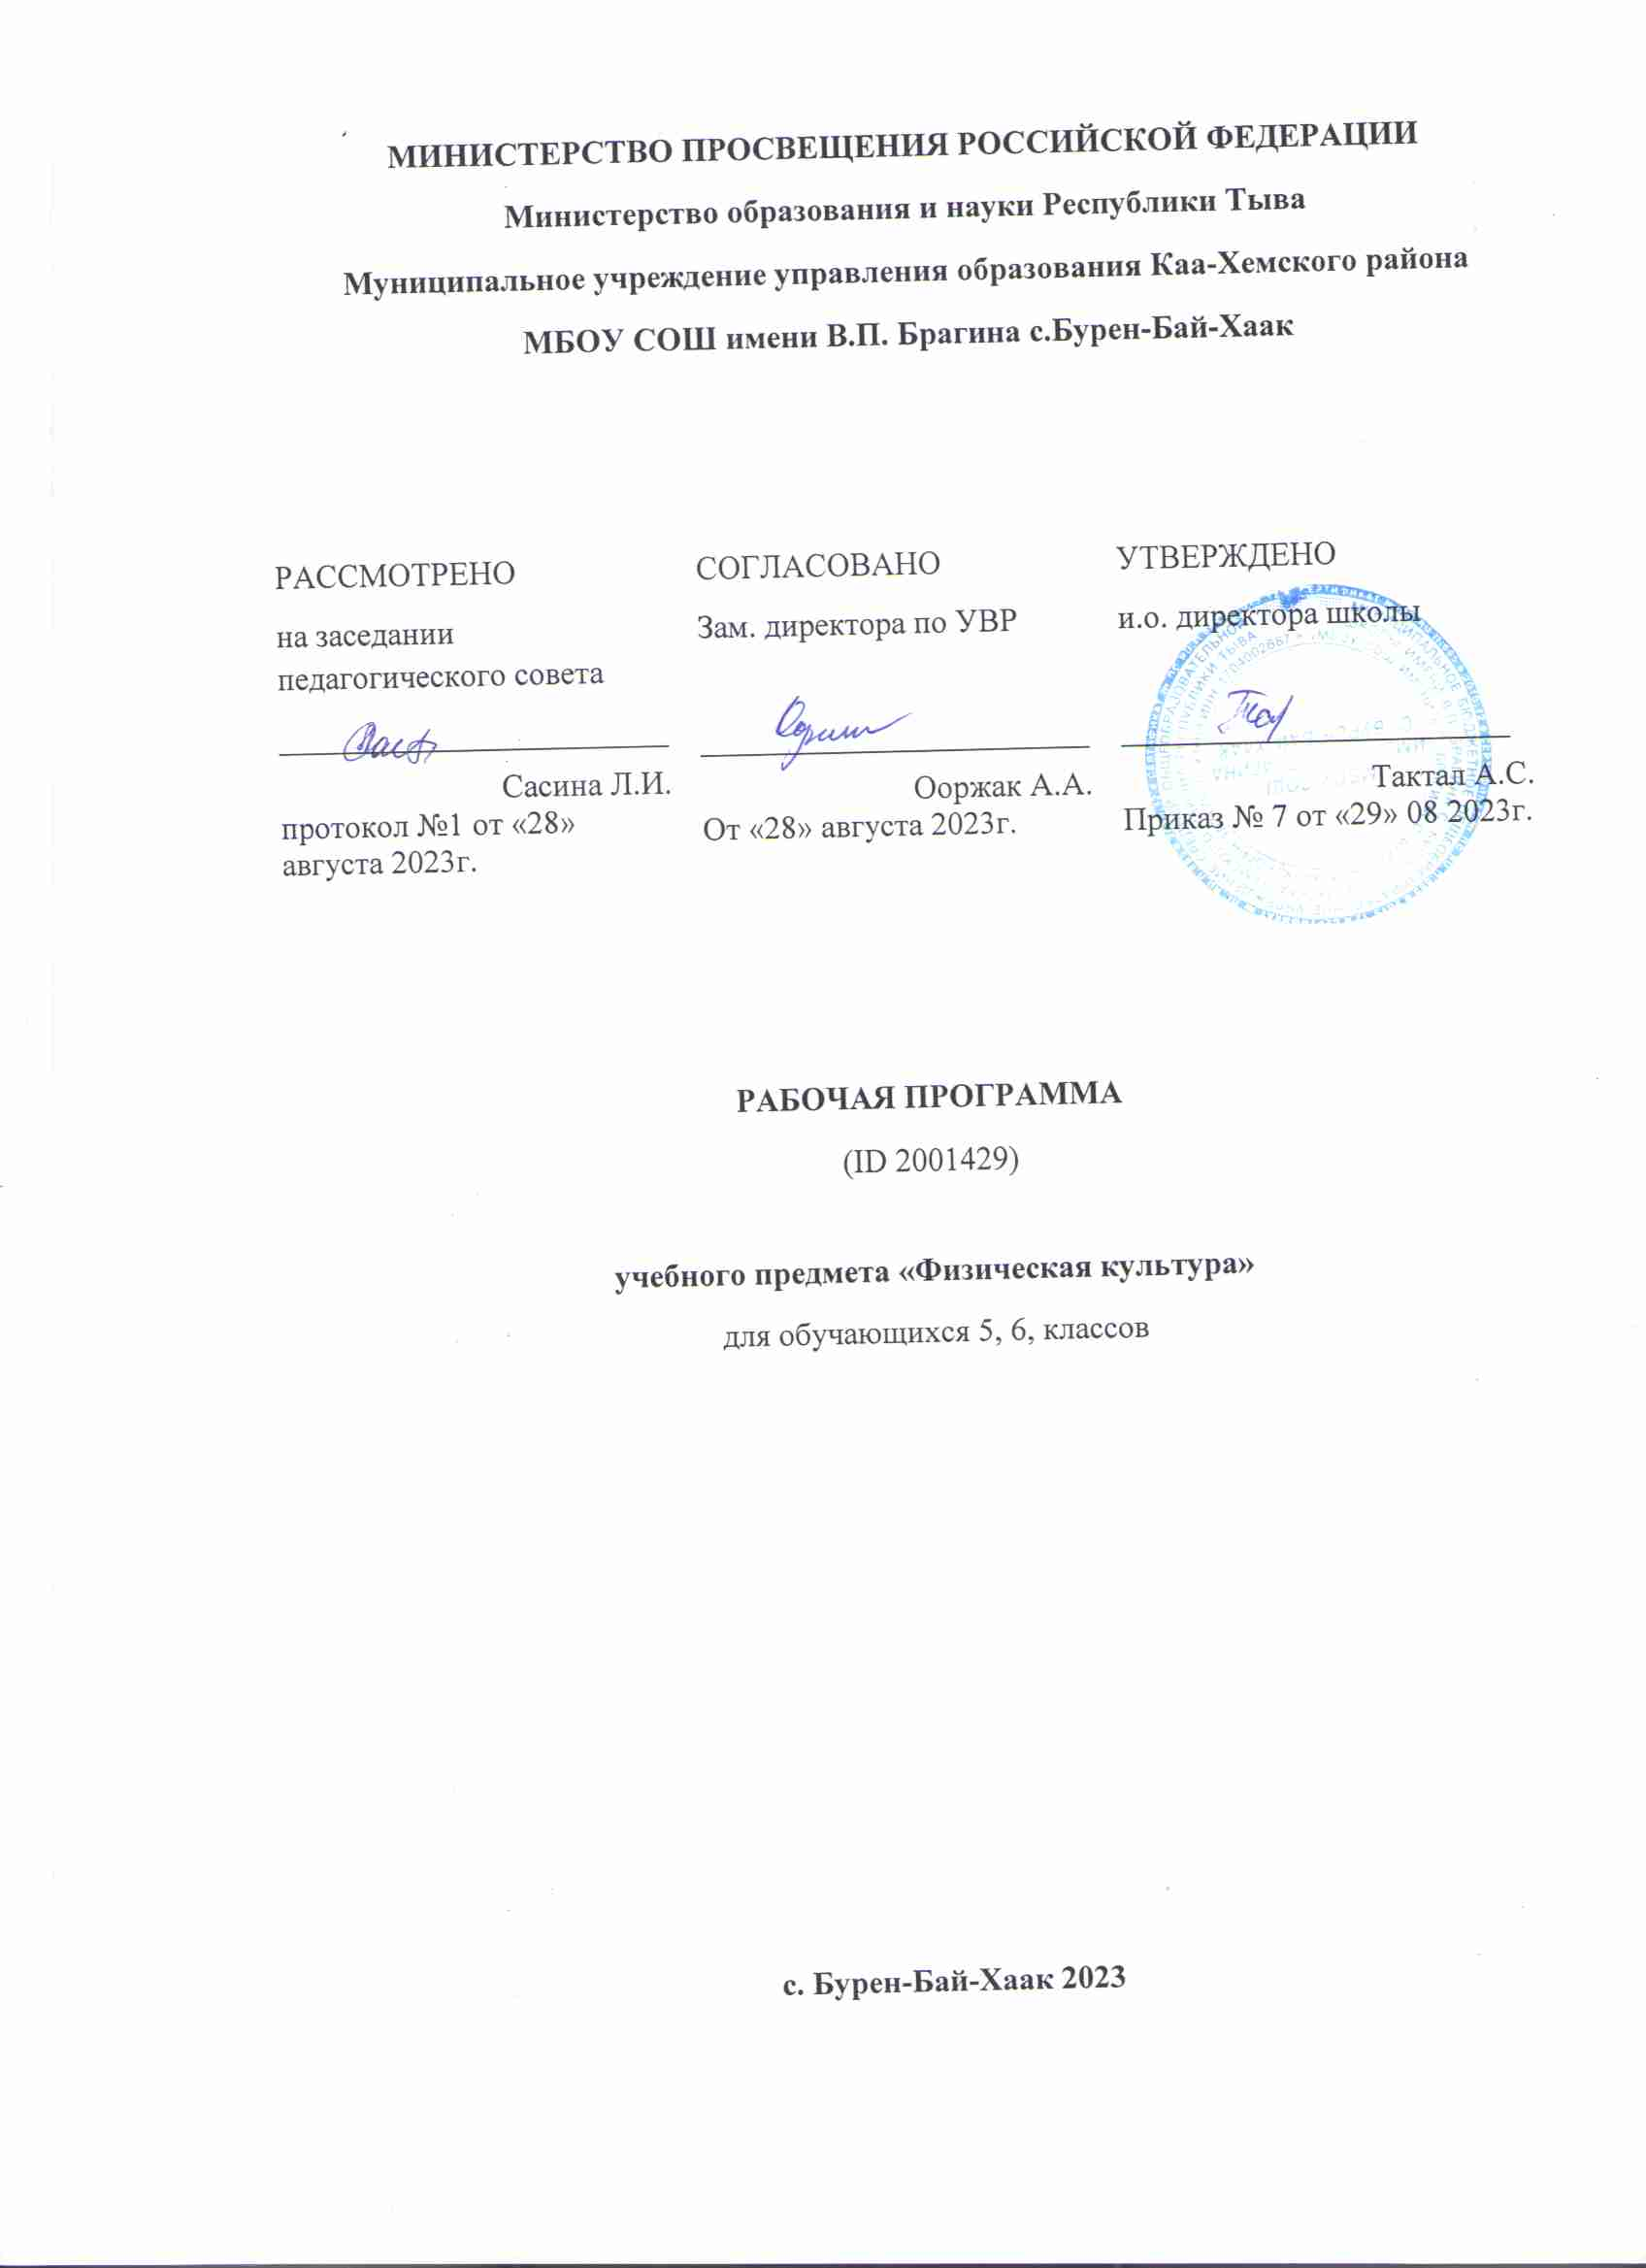 МИНИСТЕРСТВО ПРОСВЕЩЕНИЯ РОССИЙСКОЙ ФЕДЕРАЦИИ
Министерство образования и науки Республики Тыва
Муниципальное учреждение управления образования Каа-Хемского района
МБОУ СОШ имени В.П. Брагина с.Бурен-Бай-Хаак
РАССМОТРЕНО
на заседании
педагогического совета
Сасина Л.И.
протокол №1 от «28»
августа 2023г.
СОГЛАСОВАНО
Зам. директора по УВР
Ооржак А.А.
От «28» августа 2023г.
УТВЕРЖДЕНО
и.о. директора школы
Тактал А.С.
Приказ № 7 от «29» 08 2023г.
РАБОЧАЯ ПРОГРАММА
(ID 2001429)
учебного предмета «Физическая культура»
для обучающихся 5, 6, классов
с. Бурен-Бай-Хаак 2023